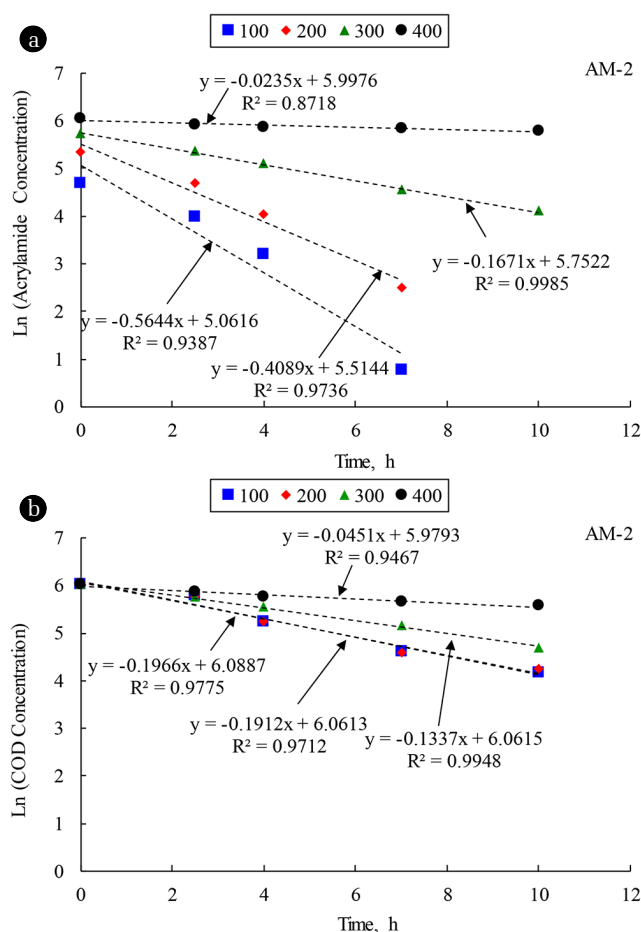 a
100 200 300 400
AM-2
7
6
5
4
3
2
1
0
Ln (Acrylamide Concentration)
y = -0.0235x + 5.9976
R² = 0.8718
y = -0.1671x + 5.7522
R² = 0.9985
y = -0.5644x + 5.0616
R² = 0.9387
y = -0.4089x + 5.5144
R² = 0.9736
0 2 4 6 8 10 12
Time, h
b
100 200 300 400
AM-2
7
6
5
4
3
2
1
0
Ln (COD Concentration)
y = -0.0451x + 5.9793
R² = 0.9467
y = -0.1966x + 6.0887
R² = 0.9775
y = -0.1912x + 6.0613
R² = 0.9712
y = -0.1337x + 6.0615
R² = 0.9948
0 2 4 6 8 10 12
Time, h